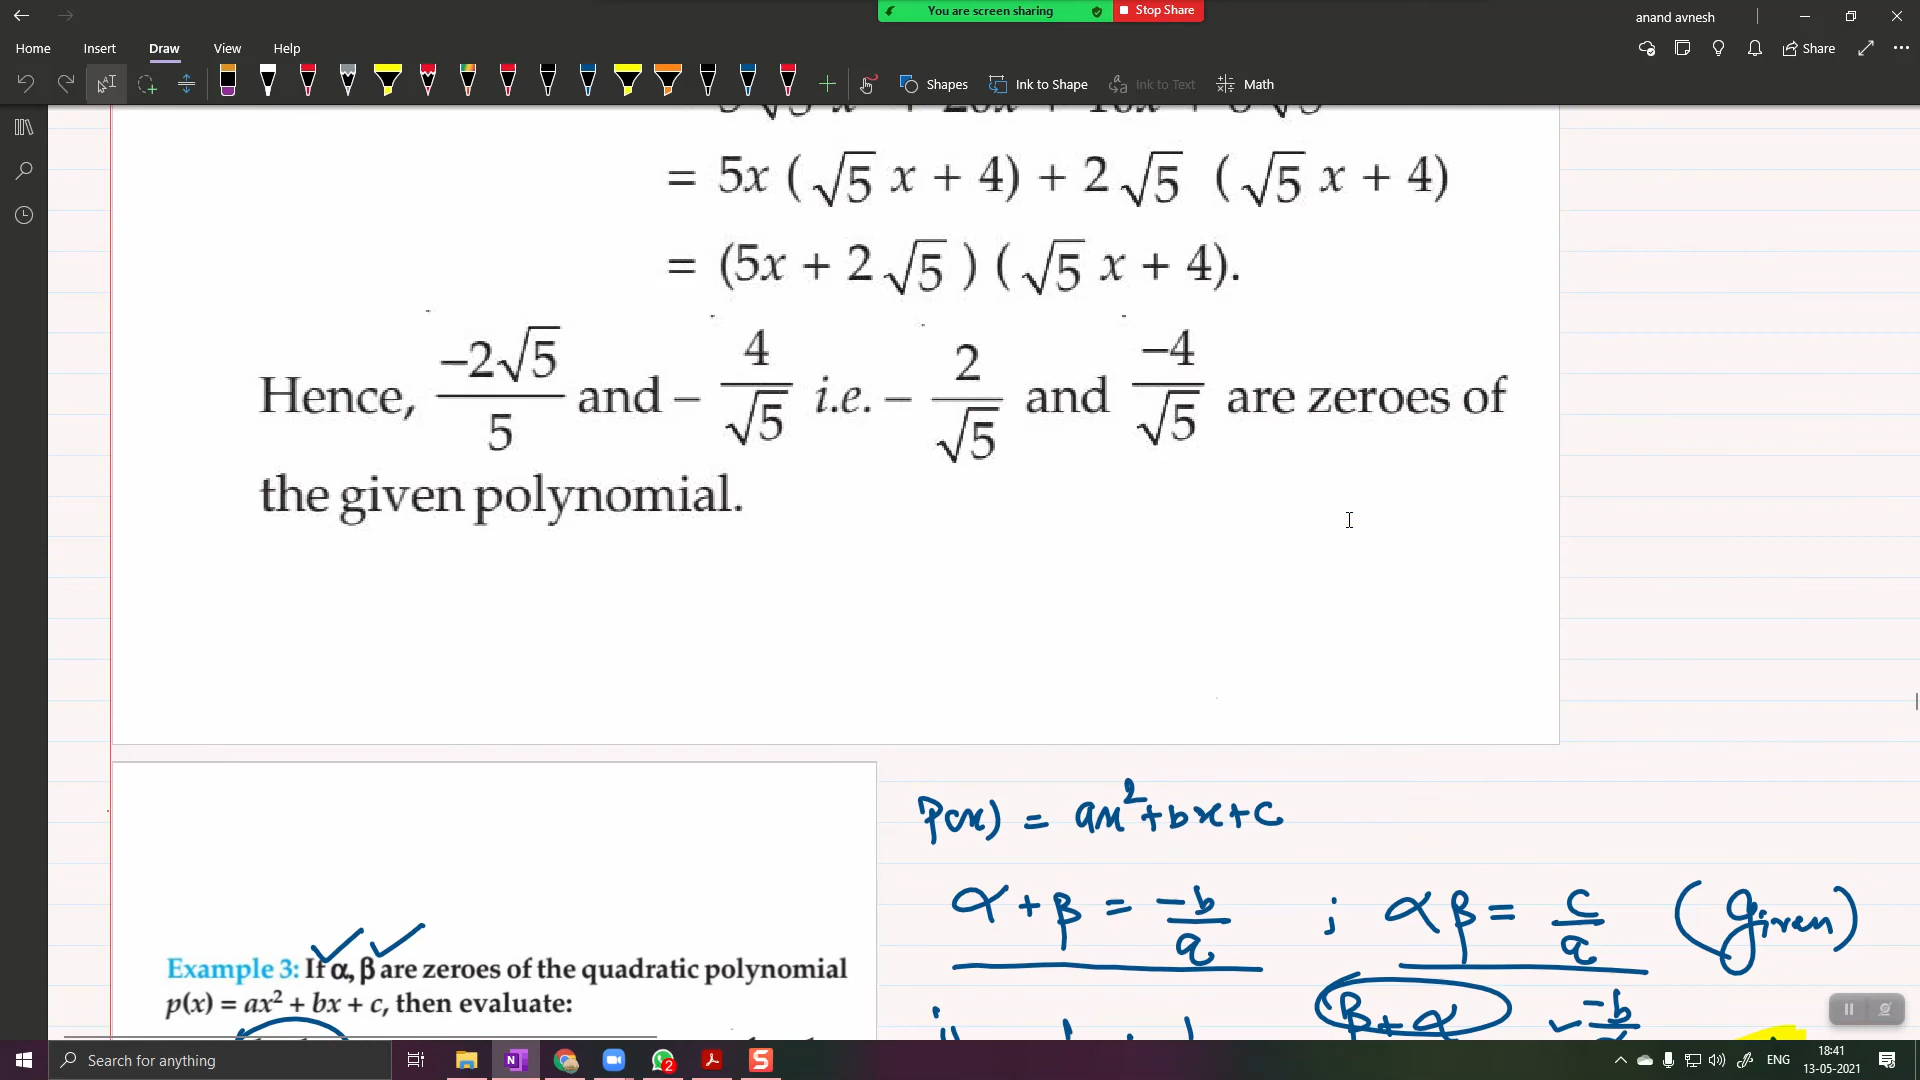 You are screen sharing
Stop Share
anand avnesh
Home Insert Draw View Help
Share
Shapes Ink to Shape Ink to Text Math
= 5x (√5 x + 4) + 2√5 (√5 x + 4)
= (5x + 2√5) (√5 x + 4).
Hence, -2√5/5 and - 4/√5 i.e. - 2/√5 and -4/√5 are zeroes of
the given polynomial.
P(x) = ax² + bx + c
α + β = -b/a ; αβ = c/a (Given)
Example 3: If α, β are zeroes of the quadratic polynomial
p(x) = ax² + bx + c, then evaluate:
β + α -b
Search for anything
2
ENG
18:41
13-05-2021